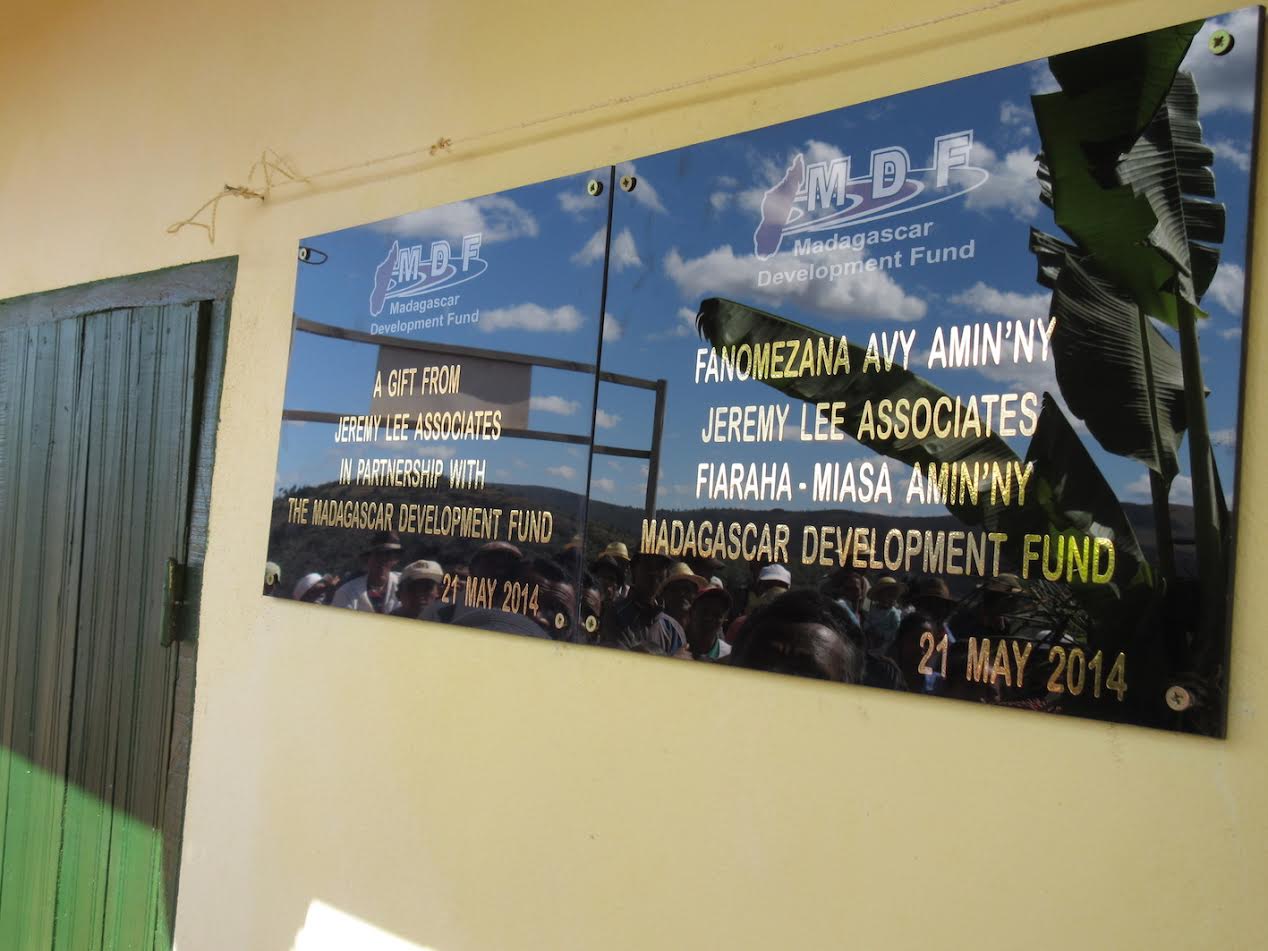 MDF
Madagascar
Development Fund
A GIFT FROM
JEREMY LEE ASSOCIATES
IN PARTNERSHIP WITH
THE MADAGASCAR DEVELOPMENT FUND
21 MAY 2014
MDF
Madagascar
Development Fund
FANOMEZANA AVY AMIN'NY
JEREMY LEE ASSOCIATES
FIARAHA - MIASA AMIN'NY
MADAGASCAR DEVELOPMENT FUND
21 MAY 2014